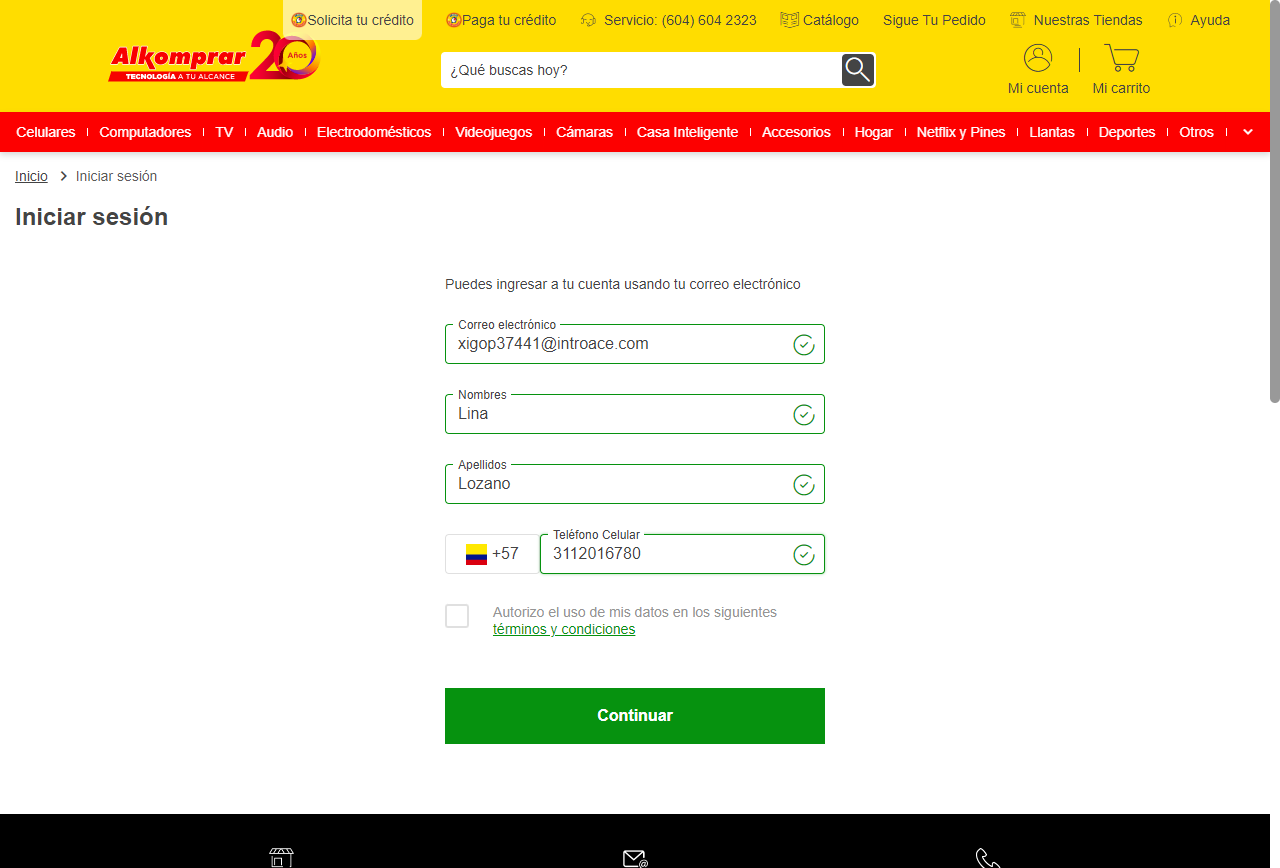 Solicita tu crédito Paga tu crédito Servicio: (604) 604 2323 Catálogo Sigue Tu Pedido Nuestras Tiendas Ayuda
Alkomprar 20 Años
TECNOLOGÍA A TU ALCANCE
¿Qué buscas hoy?
Mi cuenta Mi carrito
Celulares Computadores TV Audio Electrodomésticos Videojuegos Cámaras Casa Inteligente Accesorios Hogar Netflix y Pines Llantas Deportes Otros
Inicio Iniciar sesión
Iniciar sesión
Puedes ingresar a tu cuenta usando tu correo electrónico
Correo electrónico
xigop37441@introace.com
Nombres
Lina
Apellidos
Lozano
Teléfono Celular
+57 3112016780
Autorizo el uso de mis datos en los siguientes
términos y condiciones
Continuar